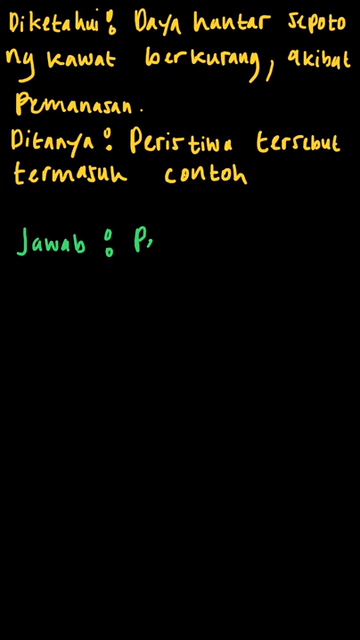 Diketahui : Daya hantar sepoto
ng kawat berkurang, akibat
Pemanasan.
Ditanya : Peristiwa tersebut
termasuk contoh
Jawab : P